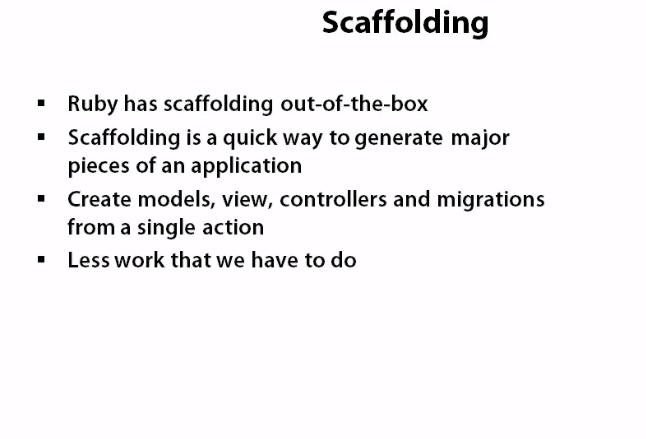 Scaffolding
▪ Ruby has scaffolding out-of-the-box
▪ Scaffolding is a quick way to generate major
pieces of an application
▪ Create models, view, controllers and migrations
from a single action
▪ Less work that we have to do